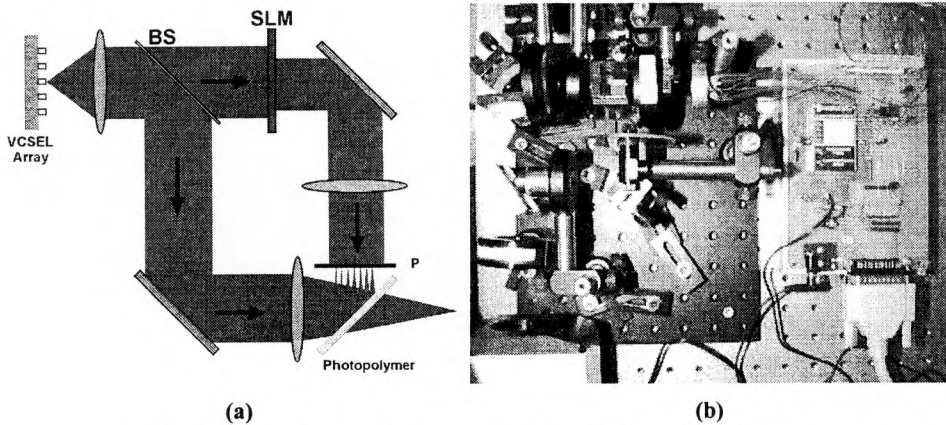 SLM
BS
VCSEL
Array
P
Photopolymer
(a)
(b)